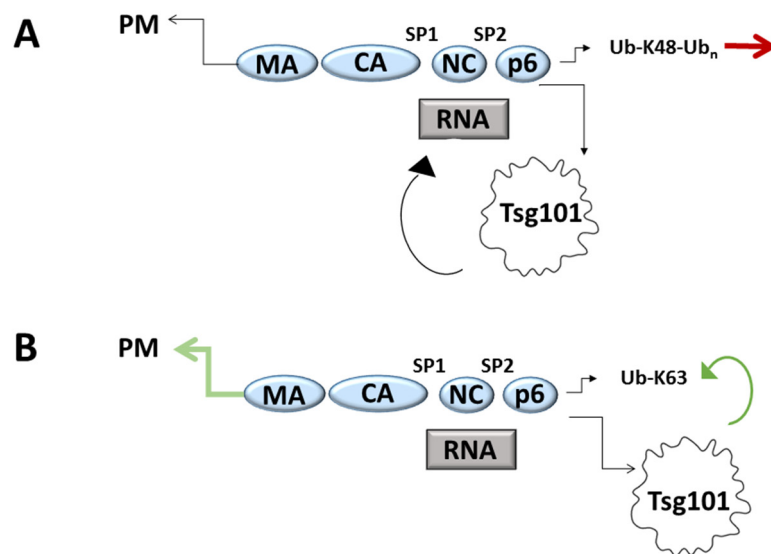 A
PM
SP1 SP2
MA CA NC p6
Ub-K48-Ubn
RNA
Tsg101
B
PM
SP1 SP2
MA CA NC p6
Ub-K63
RNA
Tsg101